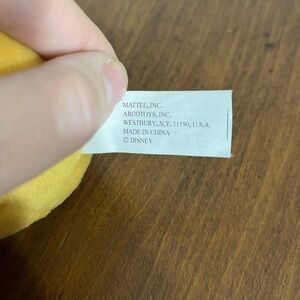 MATTEL, INC.
ARCOTOYS, INC.
WESTBURY, N.Y. 11590, U.S.A.
MADE IN CHINA
© DISNEY